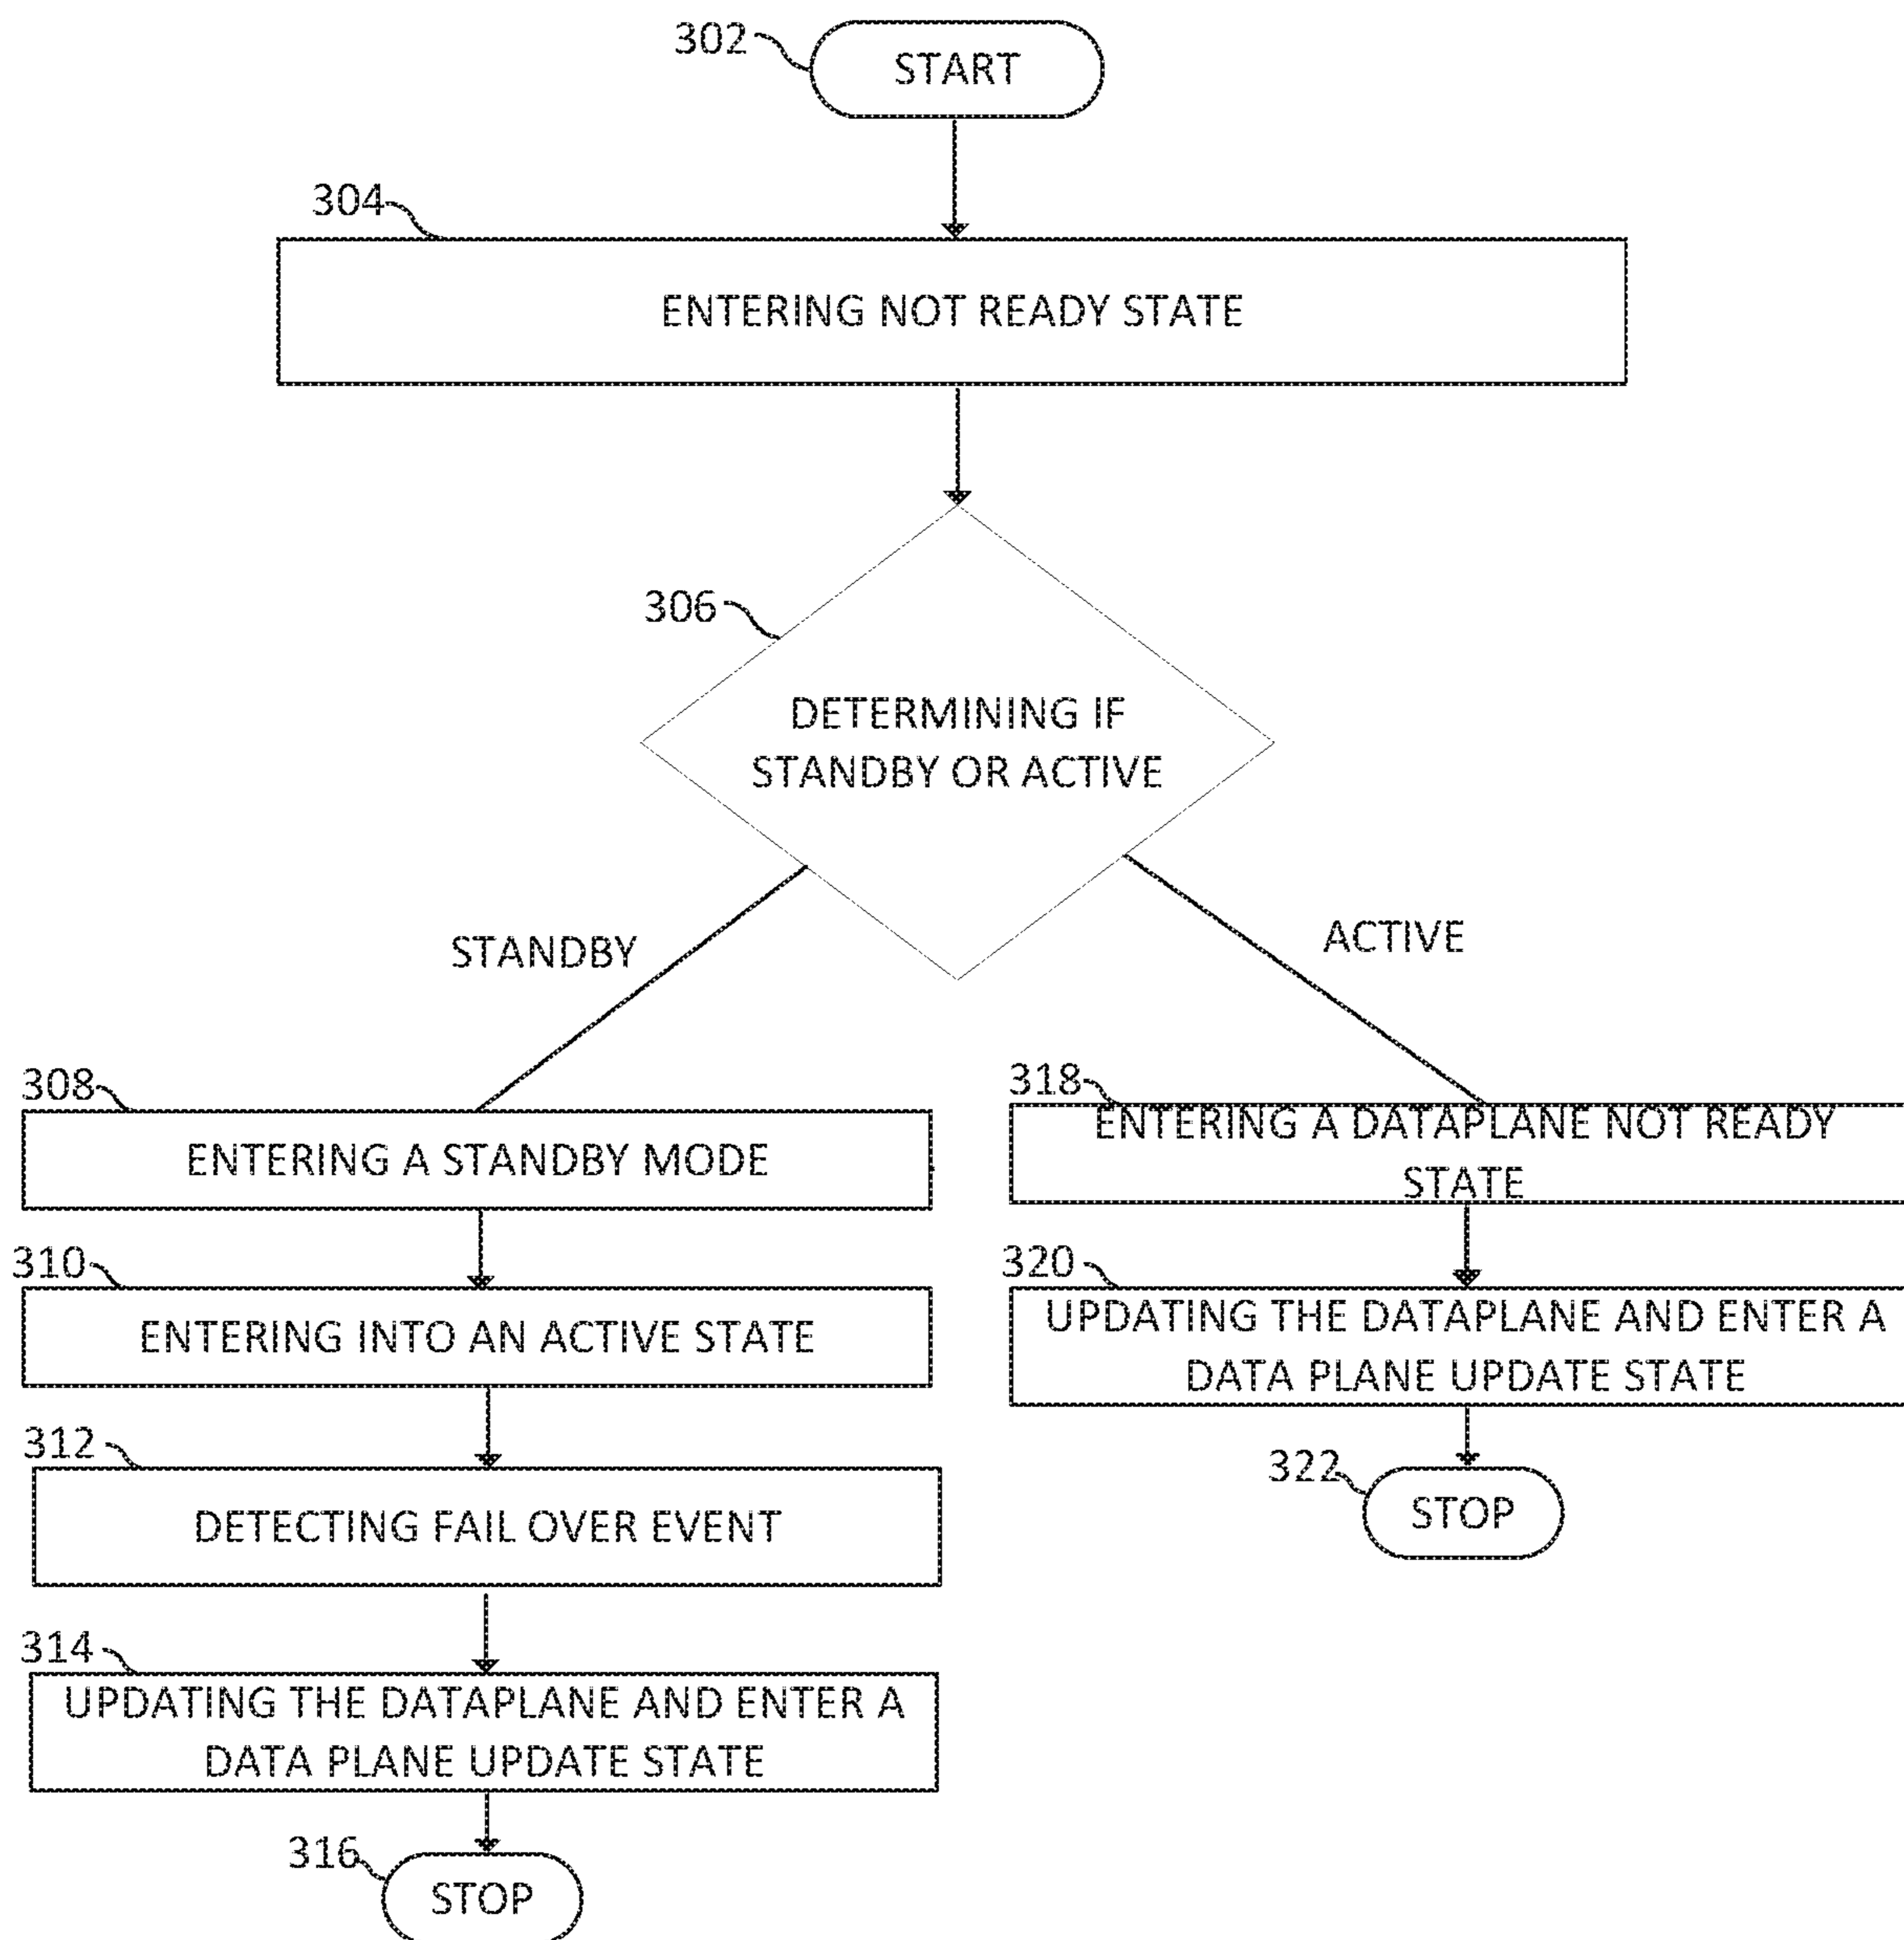 302
START
304
ENTERING NOT READY STATE
306
DETERMINING IF
STANDBY OR ACTIVE
STANDBY
ACTIVE
308
ENTERING A STANDBY MODE
310
ENTERING INTO AN ACTIVE STATE
312
DETECTING FAIL OVER EVENT
314
UPDATING THE DATAPLANE AND ENTER A
DATA PLANE UPDATE STATE
316
STOP
318
ENTERING A DATAPLANE NOT READY
STATE
320
UPDATING THE DATAPLANE AND ENTER A
DATA PLANE UPDATE STATE
322
STOP